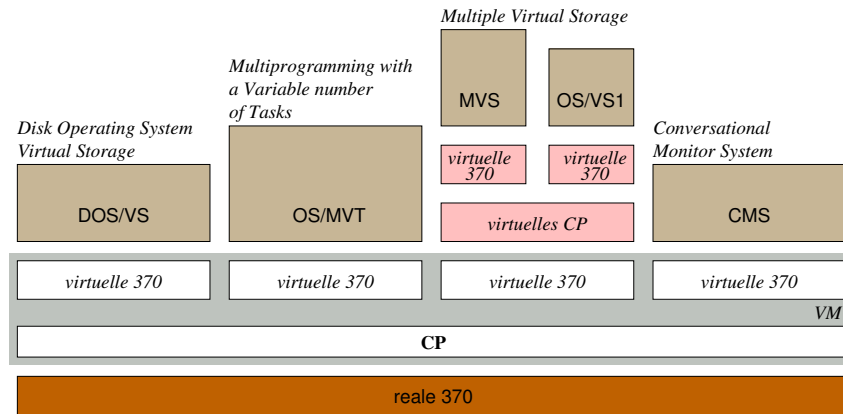 Multiple Virtual Storage
Multiprogramming with
a Variable number
of Tasks
MVS
OS/VS1
Disk Operating System
Virtual Storage
Conversational
Monitor System
virtuelle
370
virtuelle
370
DOS/VS
OS/MVT
virtuelles CP
CMS
virtuelle 370
virtuelle 370
virtuelle 370
virtuelle 370
VM
CP
reale 370